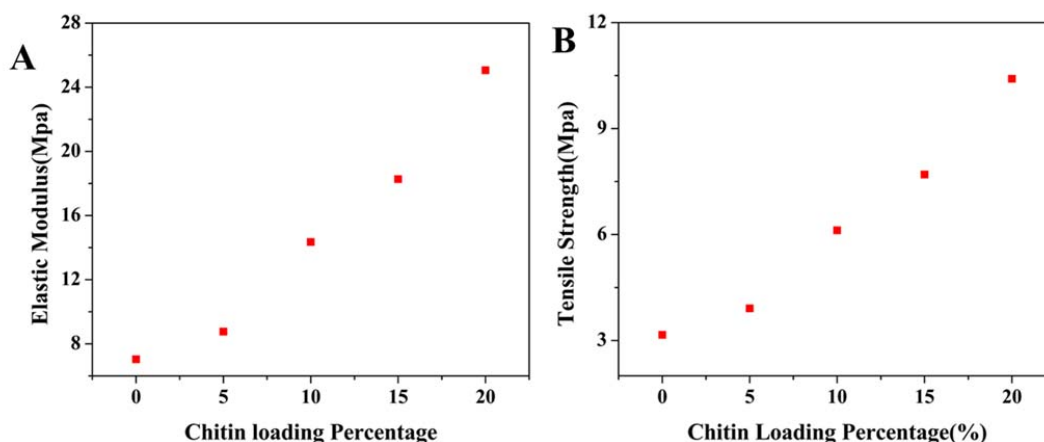 A
Elastic Modulus(Mpa)
28
24
20
16
12
8
0 5 10 15 20
Chitin loading Percentage
B
Tensile Strength(Mpa)
12
9
6
3
0 5 10 15 20
Chitin Loading Percentage(%)